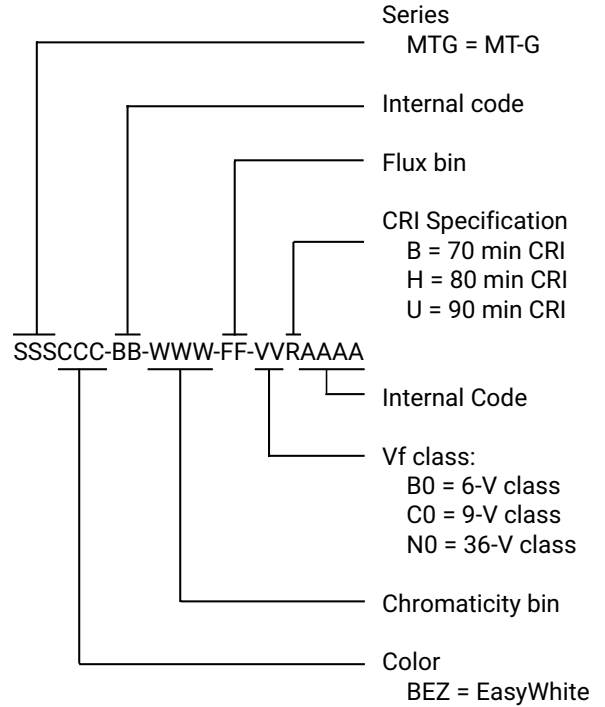 Series
MTG = MT-G
Internal code
Flux bin
CRI Specification
B = 70 min CRI
H = 80 min CRI
U = 90 min CRI
SSSCCC-BB-WWW-FF-VVRAAAA
Internal Code
Vf class:
B0 = 6-V class
C0 = 9-V class
N0 = 36-V class
Chromaticity bin
Color
BEZ = EasyWhite